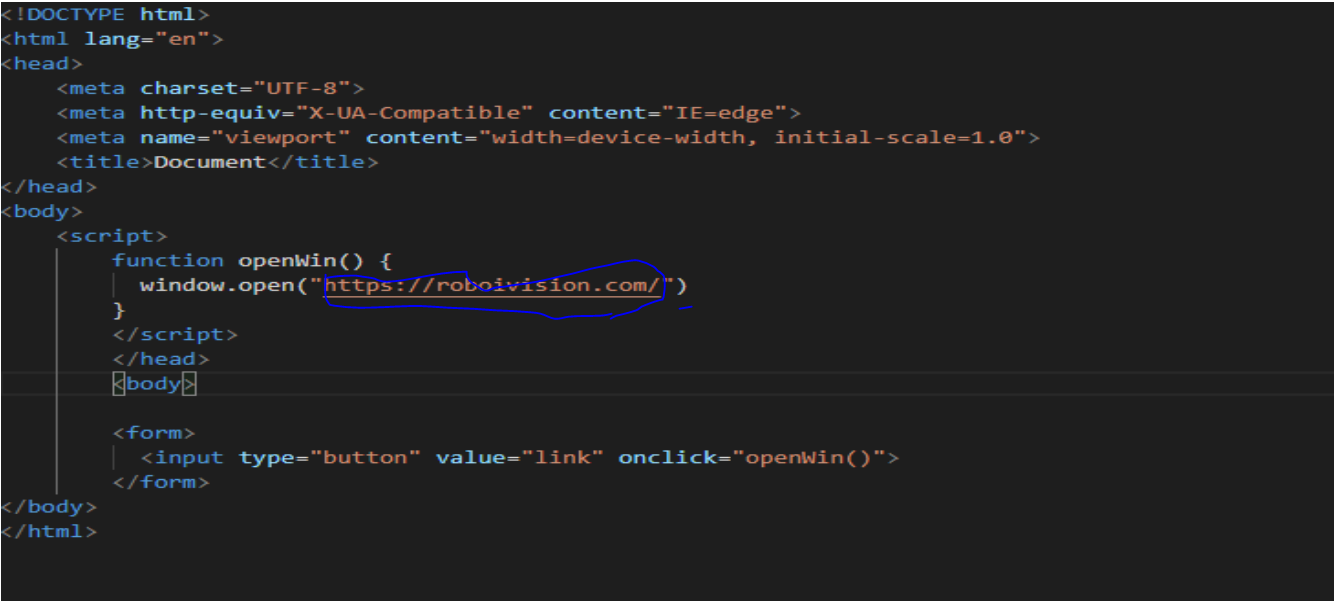 <!DOCTYPE html>
<html lang="en">
<head>
    <meta charset="UTF-8">
    <meta http-equiv="X-UA-Compatible" content="IE=edge">
    <meta name="viewport" content="width=device-width, initial-scale=1.0">
    <title>Document</title>
</head>
<body>
    <script>
        function openWin() {
          window.open("https://roboivision.com/")
        }
        </script>
        </head>
        <body>
        <form>
          <input type="button" value="link" onclick="openWin()">
        </form>
</body>
</html>